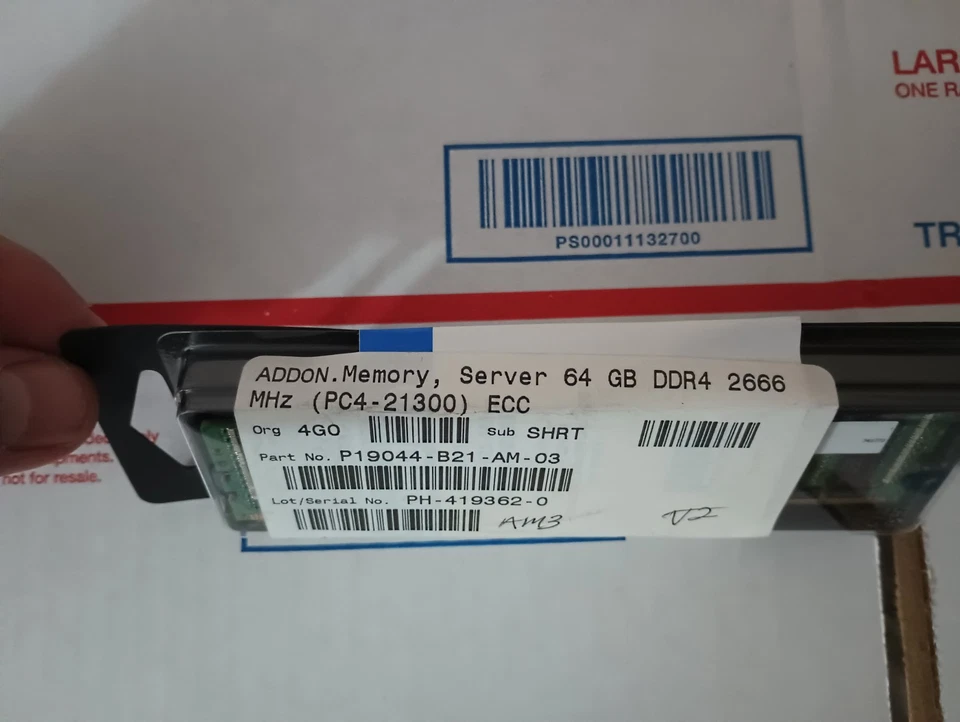 LAR
ONE R
PS00011132700
TR
ADDON.Memory, Server 64 GB DDR4 2666
MHz (PC4-21300) ECC
Org 4G0 Sub SHRT
Part No. P19044-B21-AM-03
Lot/Serial No. PH-419362-0
AM3 V2
not for resale.